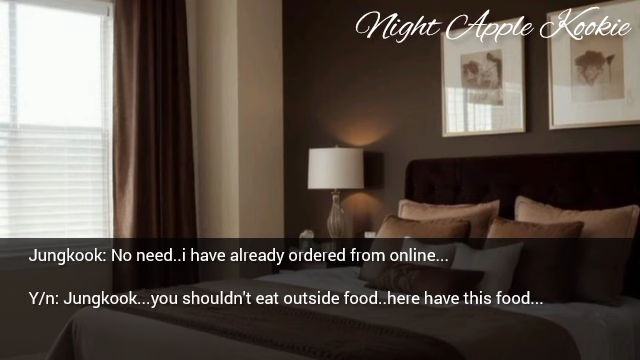 Night Apple Kookie
Jungkook: No need..i have already ordered from online...
Y/n: Jungkook...you shouldn't eat outside food..here have this food...